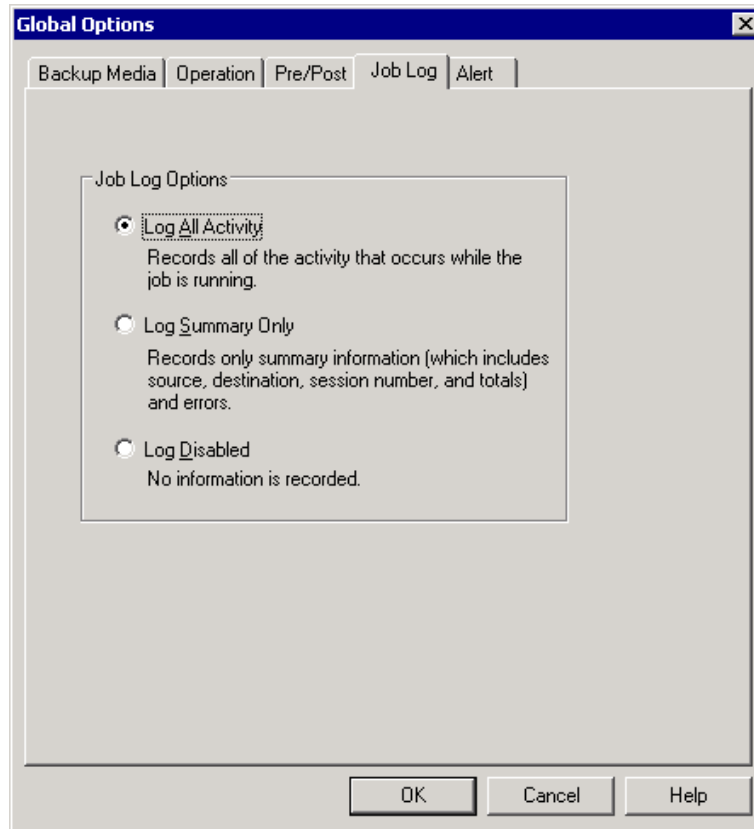 Global Options
Backup Media Operation Pre/Post Job Log Alert
Job Log Options
Log All Activity
Records all of the activity that occurs while the
job is running.
Log Summary Only
Records only summary information (which includes
source, destination, session number, and totals)
and errors.
Log Disabled
No information is recorded.
OK Cancel Help